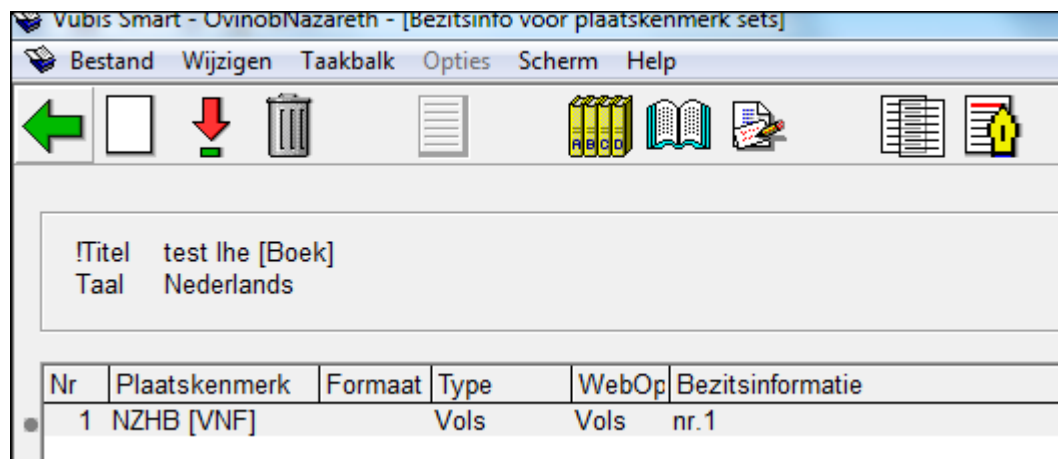 Vubis Smart - OvinobNazareth - [Bezitsinfo voor plaatskenmerk sets]
Bestand Wijzigen Taakbalk Opties Scherm Help
A B C D
!Titel test lhe [Boek]
Taal Nederlands
Nr Plaatskenmerk Formaat Type WebOp Bezitsinformatie
1 NZHB [VNF] Vols Vols nr.1